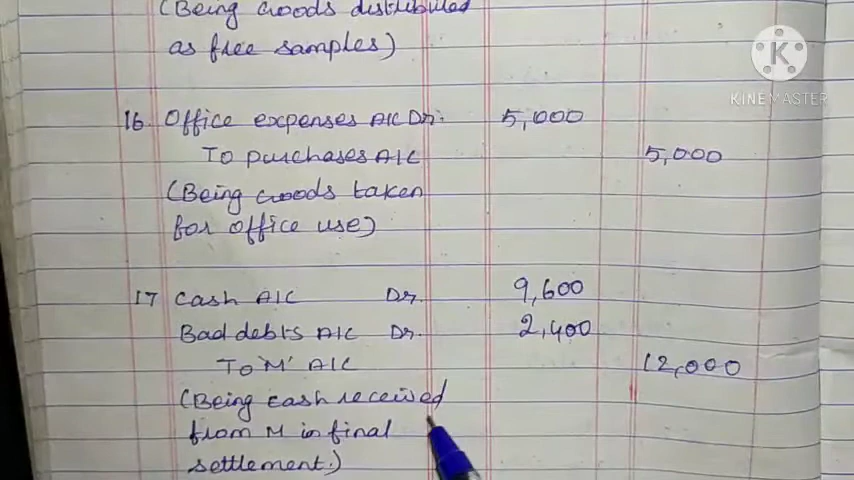 (Being Goods distributed
as free samples)
K
KINEMASTER
16 Office expenses A/C Dr. 5,000
To purchases A/C 5,000
(Being Goods taken
for office use)
17 Cash A/C Dr. 9,600
Bad debts A/C Dr. 2,400
To 'M' A/C 12,000
(Being cash received
from M in final
settlement.)